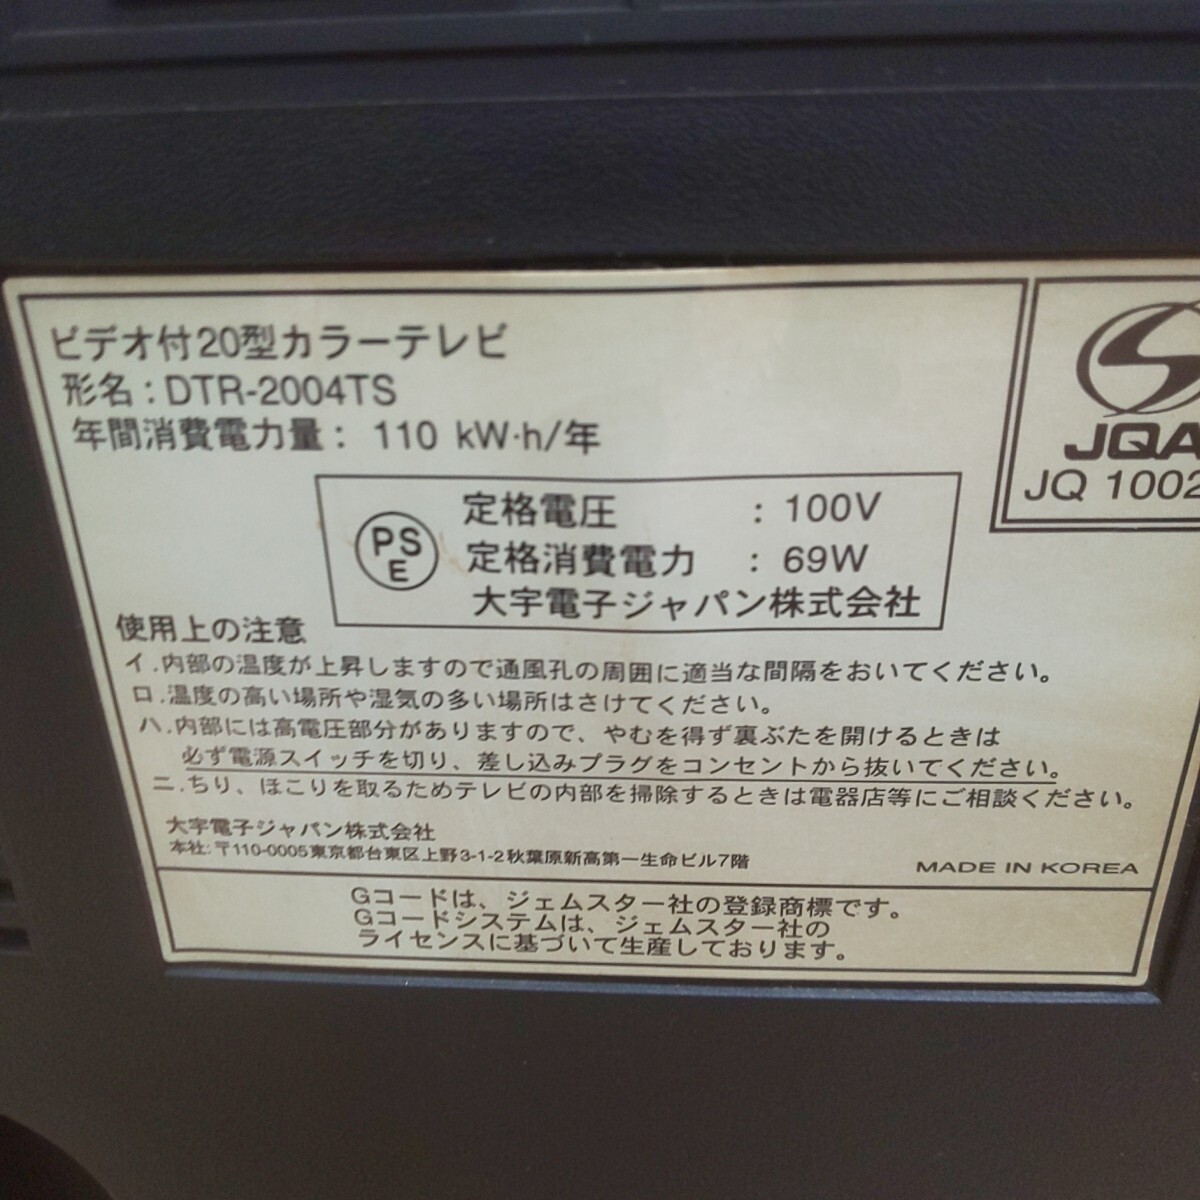 ビデオ付20型カラーテレビ
形名：DTR-2004TS
年間消費電力量： 110 kW·h/年
JQA
JQ 1002
PSE
定格電圧 ：100V
定格消費電力 ：69W
大宇電子ジャパン株式会社
使用上の注意
イ.内部の温度が上昇しますので通風孔の周囲に適当な間隔をおいてください。
ロ.温度の高い場所や湿気の多い場所はさけてください。
ハ.内部には高電圧部分がありますので、やむを得ず裏ぶたを開けるときは
必ず電源スイッチを切り、差し込みプラグをコンセントから抜いてください。
ニ.ちり、ほこりを取るためテレビの内部を掃除するときは電器店等にご相談ください。
大宇電子ジャパン株式会社
本社:〒110-0005東京都台東区上野3-1-2秋葉原新高第一生命ビル7階
MADE IN KOREA
Gコードは、ジェムスター社の登録商標です。
Gコードシステムは、ジェムスター社の
ライセンスに基づいて生産しております。